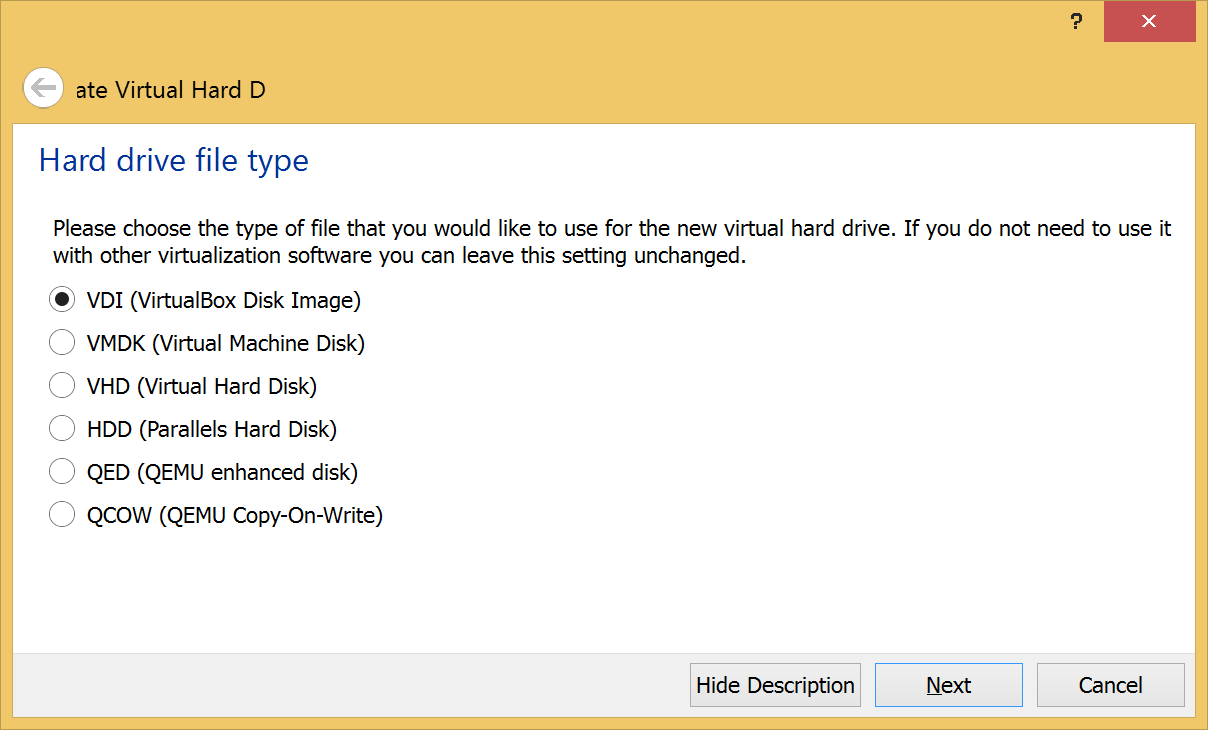 ?
ate Virtual Hard D
Hard drive file type
Please choose the type of file that you would like to use for the new virtual hard drive. If you do not need to use it
with other virtualization software you can leave this setting unchanged.
VDI (VirtualBox Disk Image)
VMDK (Virtual Machine Disk)
VHD (Virtual Hard Disk)
HDD (Parallels Hard Disk)
QED (QEMU enhanced disk)
QCOW (QEMU Copy-On-Write)
Hide Description Next Cancel